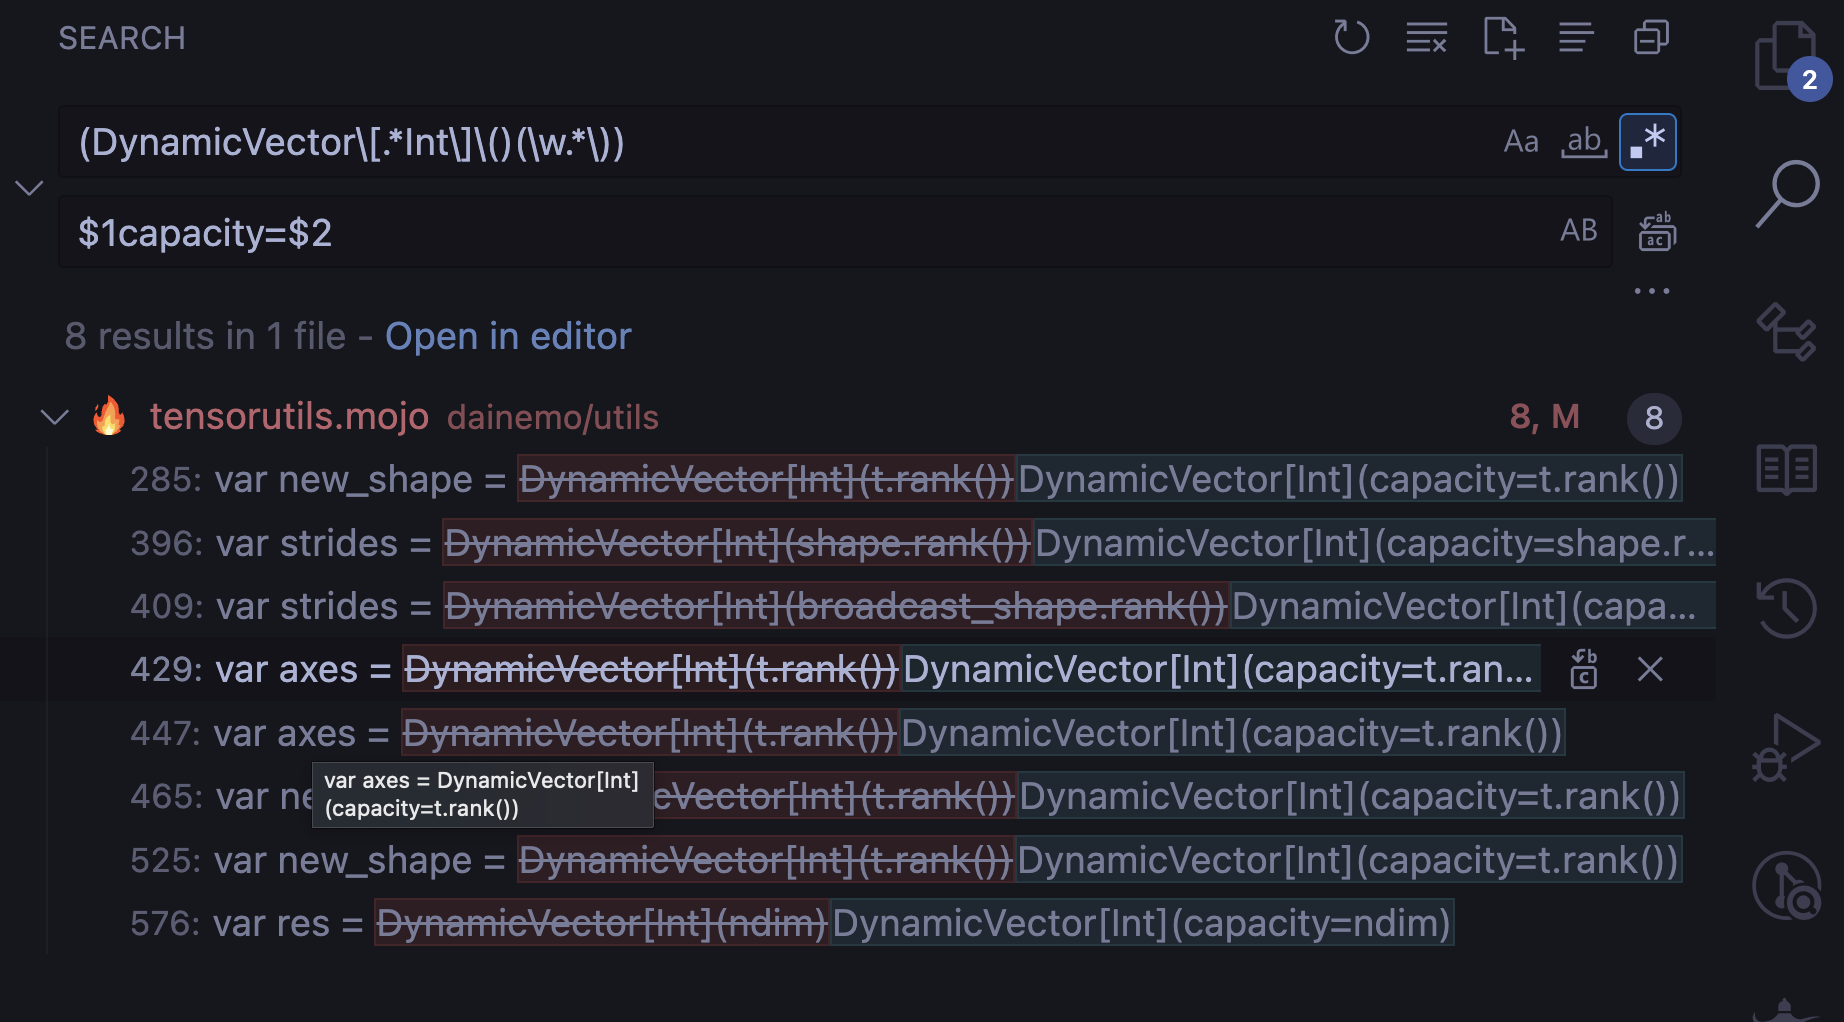 SEARCH
2
(DynamicVector\[.*Int\]\()(\w.*\))
Aa ab .*
$1capacity=$2
AB
ab
ac
...
8 results in 1 file - Open in editor
tensorutils.mojo dainemo/utils 8, M 8
285: var new_shape = DynamicVector[Int](t.rank())DynamicVector[Int](capacity=t.rank())
396: var strides = DynamicVector[Int](shape.rank())DynamicVector[Int](capacity=shape.r...
409: var strides = DynamicVector[Int](broadcast_shape.rank())DynamicVector[Int](capa...
429: var axes = DynamicVector[Int](t.rank())DynamicVector[Int](capacity=t.ran...
b
c
447: var axes = DynamicVector[Int](t.rank())DynamicVector[Int](capacity=t.rank())
var axes = DynamicVector[Int]
(capacity=t.rank())
465: var ne cVector[Int](t.rank())DynamicVector[Int](capacity=t.rank())
525: var new_shape = DynamicVector[Int](t.rank())DynamicVector[Int](capacity=t.rank())
576: var res = DynamicVector[Int](ndim)DynamicVector[Int](capacity=ndim)